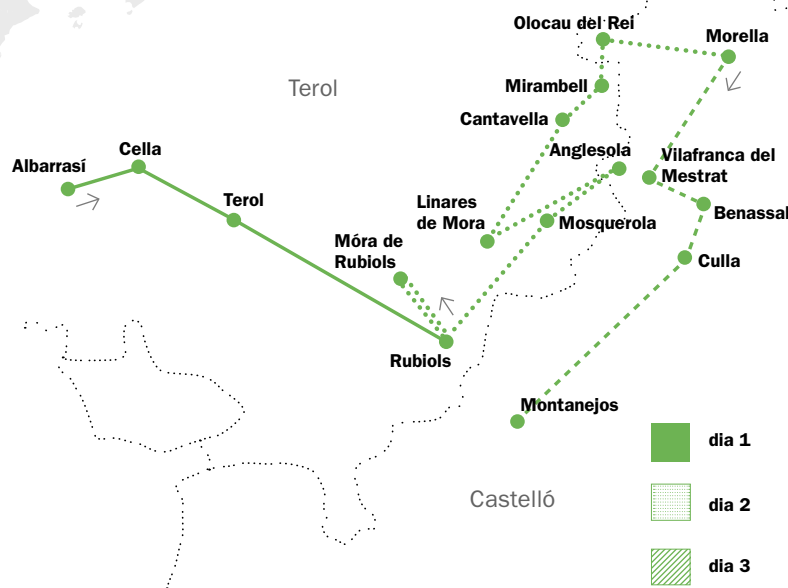 Olocau del Rei
Morella
Terol
Mirambell
Cantavella
Cella
Anglesola
Albarrasí
Vilafranca del
Mestrat
Terol
Linares
de Mora
Benassal
Mosquerola
Móra de
Rubiols
Culla
Rubiols
Montanejos
dia 1
Castelló
dia 2
dia 3